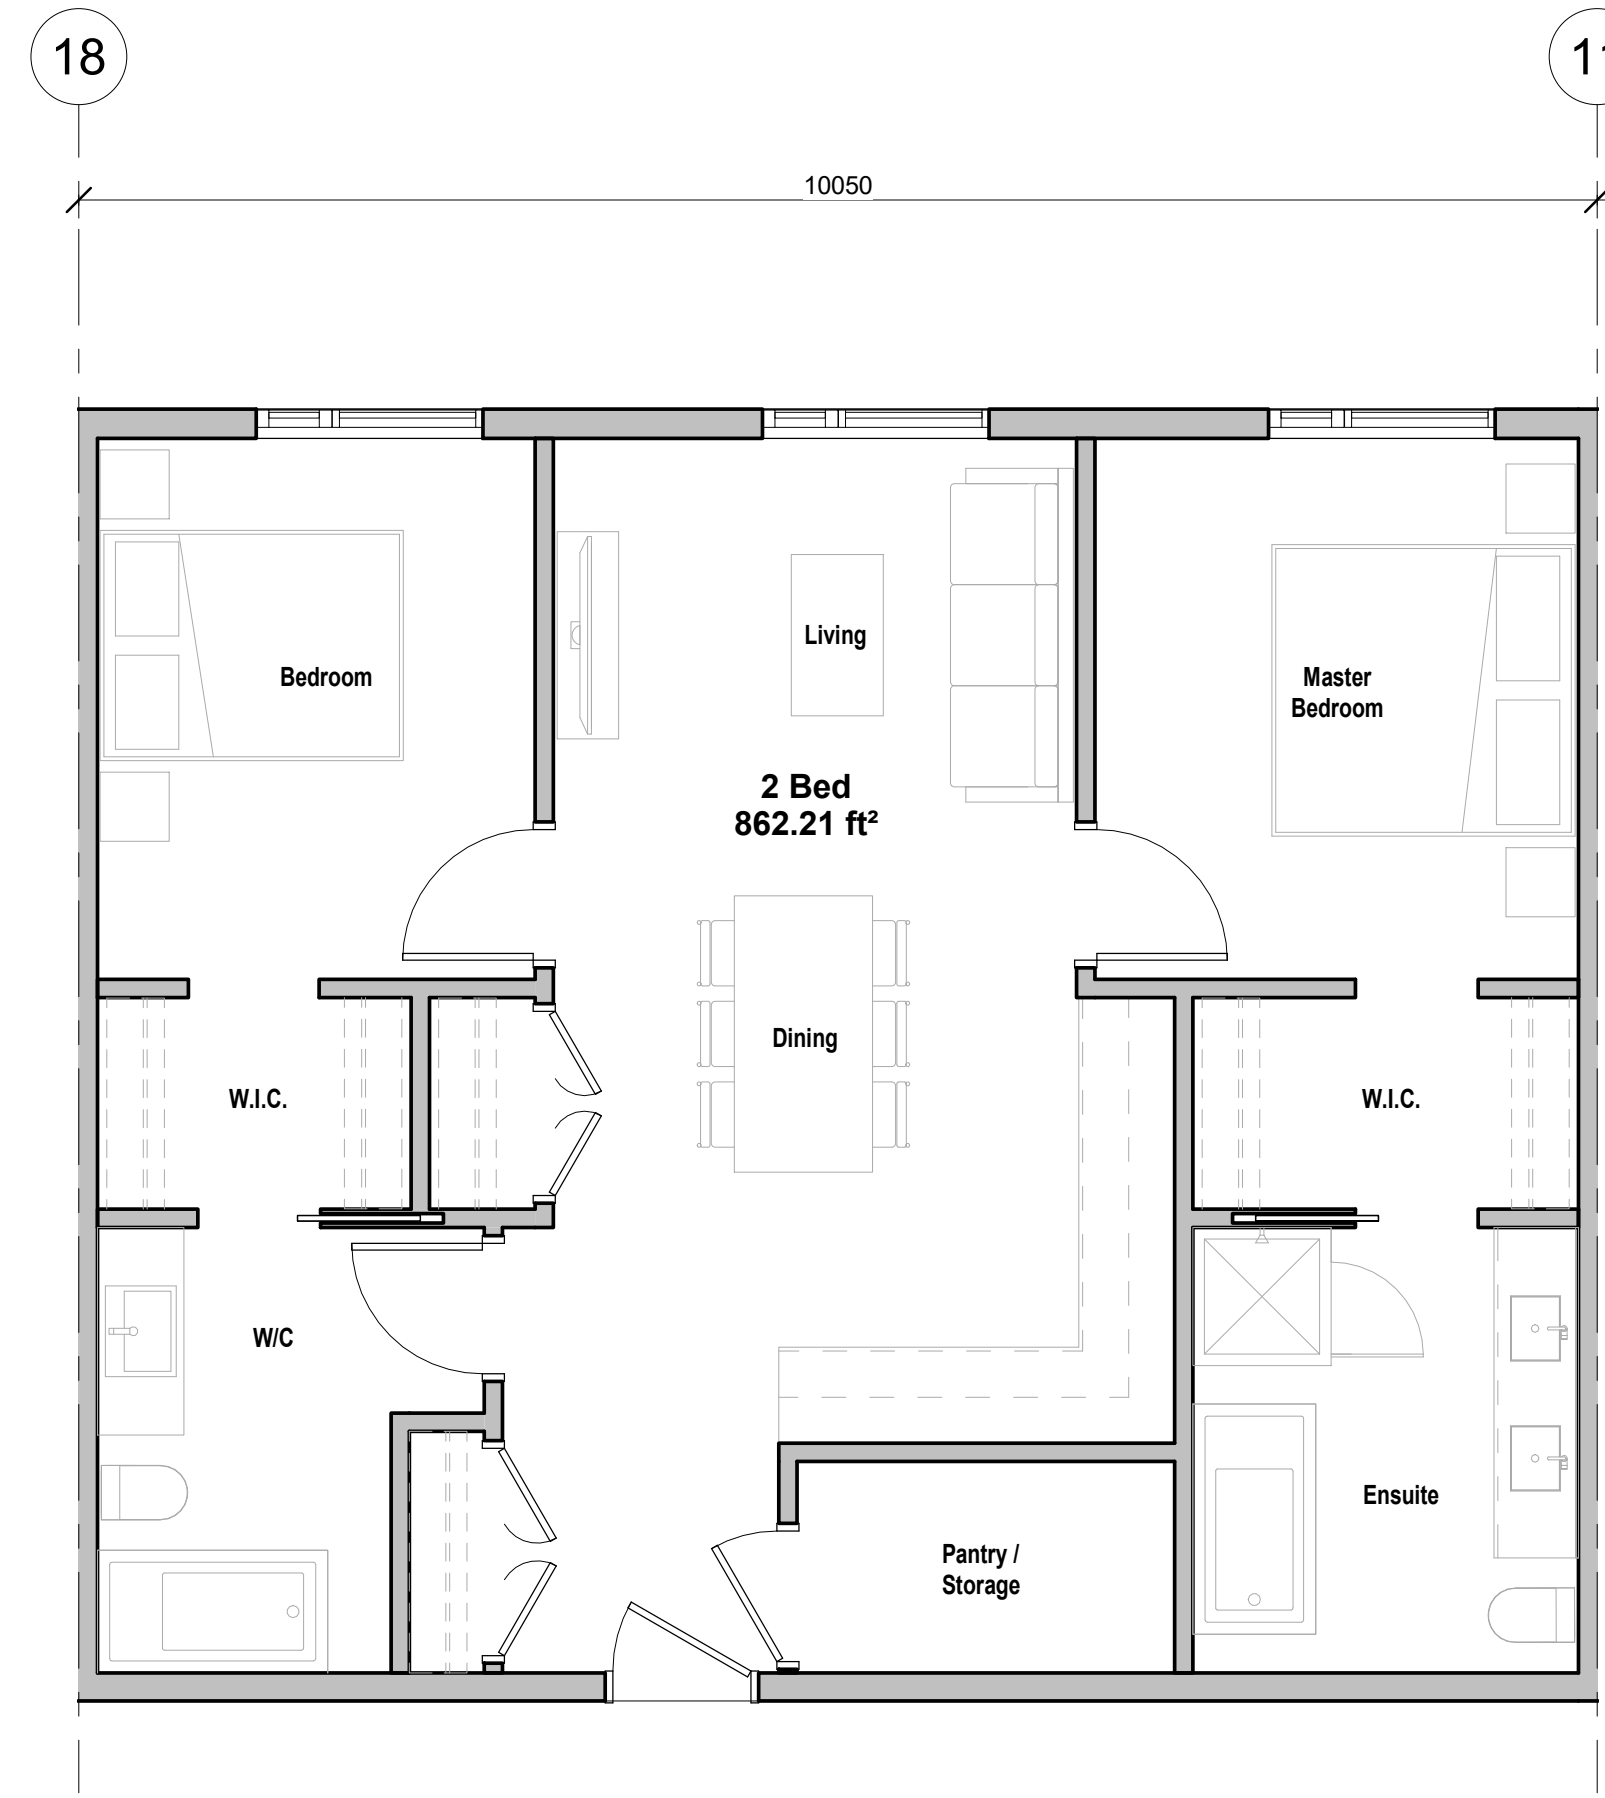 18
10050
Living
Bedroom
Master
Bedroom
2 Bed
862.21 ft²
Dining
W.I.C.
W.I.C.
W/C
Ensuite
Pantry /
Storage